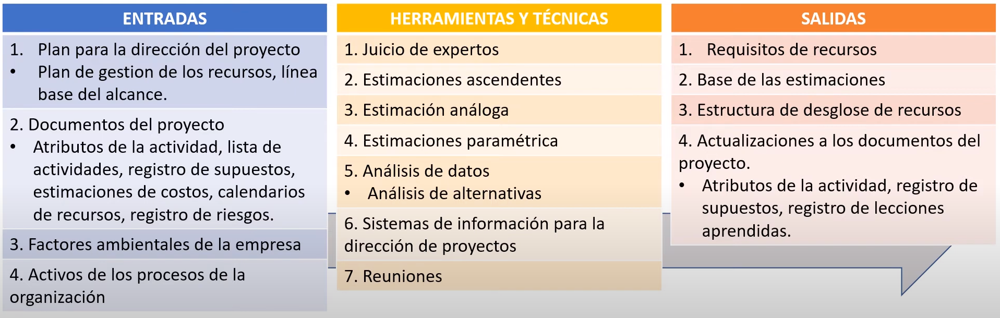 ENTRADAS
1. Plan para la dirección del proyecto
• Plan de gestion de los recursos, línea
base del alcance.
2. Documentos del proyecto
• Atributos de la actividad, lista de
actividades, registro de supuestos,
estimaciones de costos, calendarios
de recursos, registro de riesgos.
3. Factores ambientales de la empresa
4. Activos de los procesos de la
organización
HERRAMIENTAS Y TÉCNICAS
1. Juicio de expertos
2. Estimaciones ascendentes
3. Estimación análoga
4. Estimaciones paramétrica
5. Análisis de datos
• Análisis de alternativas
6. Sistemas de información para la
dirección de proyectos
7. Reuniones
SALIDAS
1. Requisitos de recursos
2. Base de las estimaciones
3. Estructura de desglose de recursos
4. Actualizaciones a los documentos del
proyecto.
• Atributos de la actividad, registro de
supuestos, registro de lecciones
aprendidas.